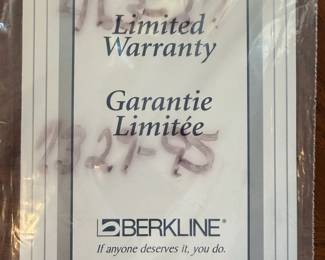 Limited
Warranty
Garantie
Limitée
BERKLINE®
If anyone deserves it, you do.